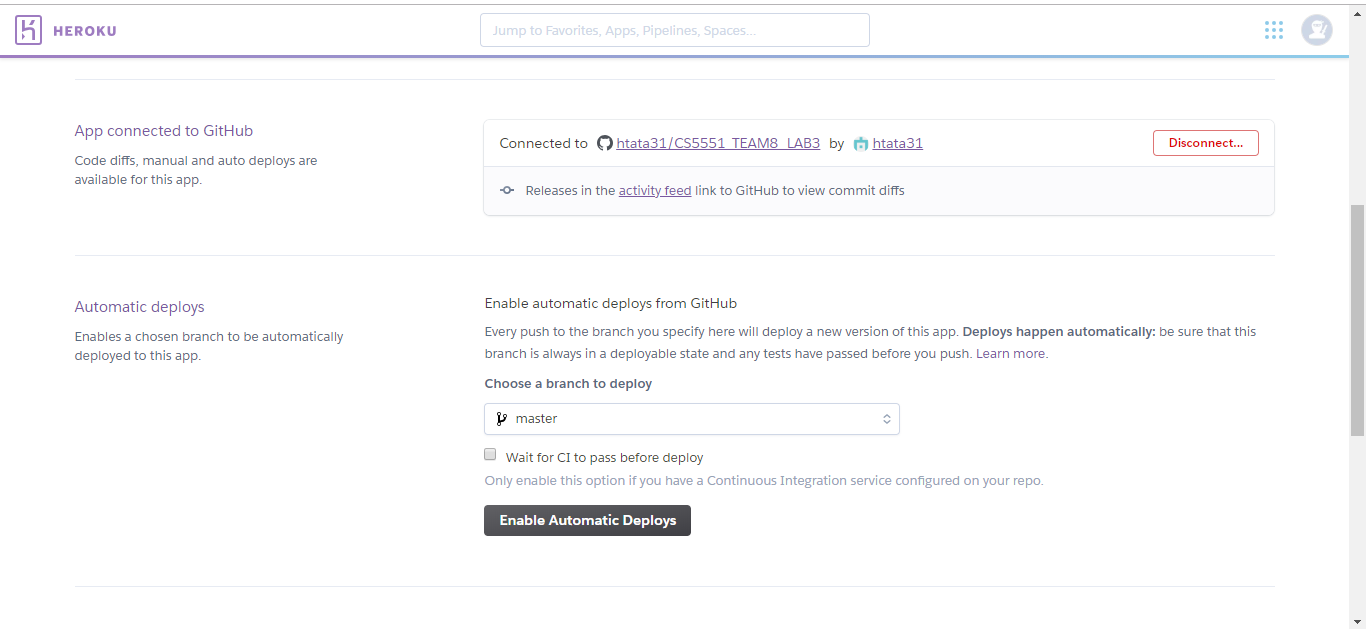 HEROKU
Jump to Favorites, Apps, Pipelines, Spaces...
App connected to GitHub
Code diffs, manual and auto deploys are
available for this app.
Connected to htata31/CS5551_TEAM8_LAB3 by htata31
Disconnect...
Releases in the activity feed link to GitHub to view commit diffs
Automatic deploys
Enables a chosen branch to be automatically
deployed to this app.
Enable automatic deploys from GitHub
Every push to the branch you specify here will deploy a new version of this app. Deploys happen automatically: be sure that this
branch is always in a deployable state and any tests have passed before you push. Learn more.
Choose a branch to deploy
master
Wait for CI to pass before deploy
Only enable this option if you have a Continuous Integration service configured on your repo.
Enable Automatic Deploys